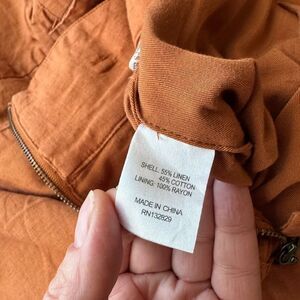 SHELL: 55% LINEN
45% COTTON
LINING: 100% RAYON
MADE IN CHINA
RN132629